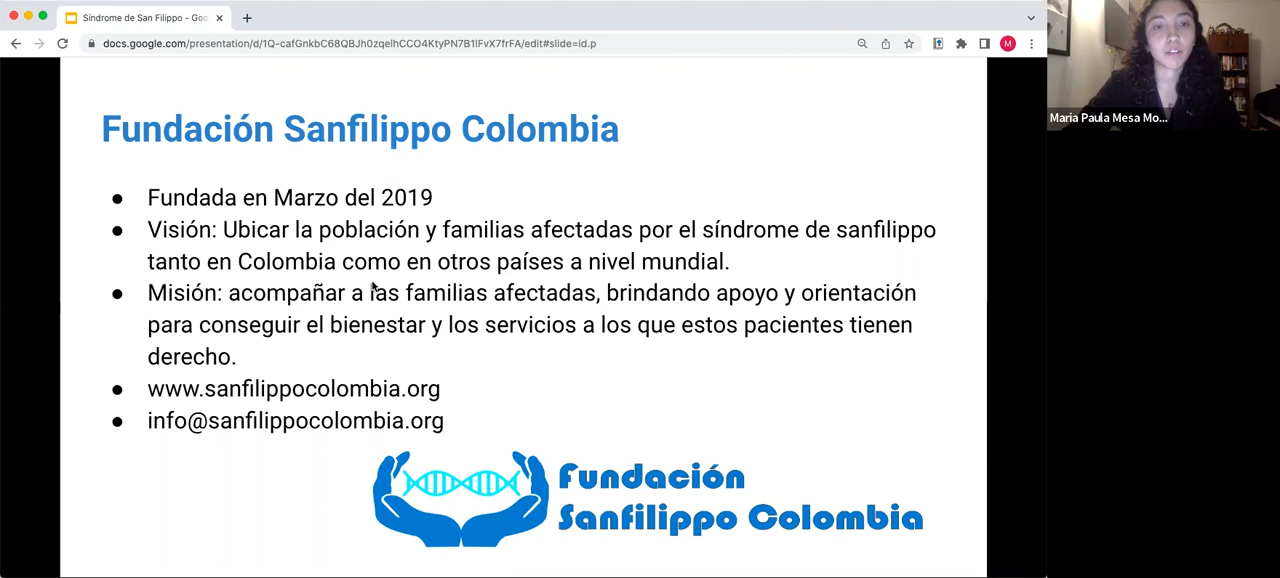 Síndrome de San Filippo - Goo
docs.google.com/presentation/d/1Q-cafGnkbC68QBJh0zqelhCCO4KtyPN7B1IFvX7frFA/edit#slide=id.p
M
Fundación Sanfilippo Colombia
● Fundada en Marzo del 2019
● Visión: Ubicar la población y familias afectadas por el síndrome de sanfilippo
tanto en Colombia como en otros países a nivel mundial.
● Misión: acompañar a las familias afectadas, brindando apoyo y orientación
para conseguir el bienestar y los servicios a los que estos pacientes tienen
derecho.
● www.sanfilippocolombia.org
● info@sanfilippocolombia.org
Fundación
Sanfilippo Colombia
Maria Paula Mesa Mo...